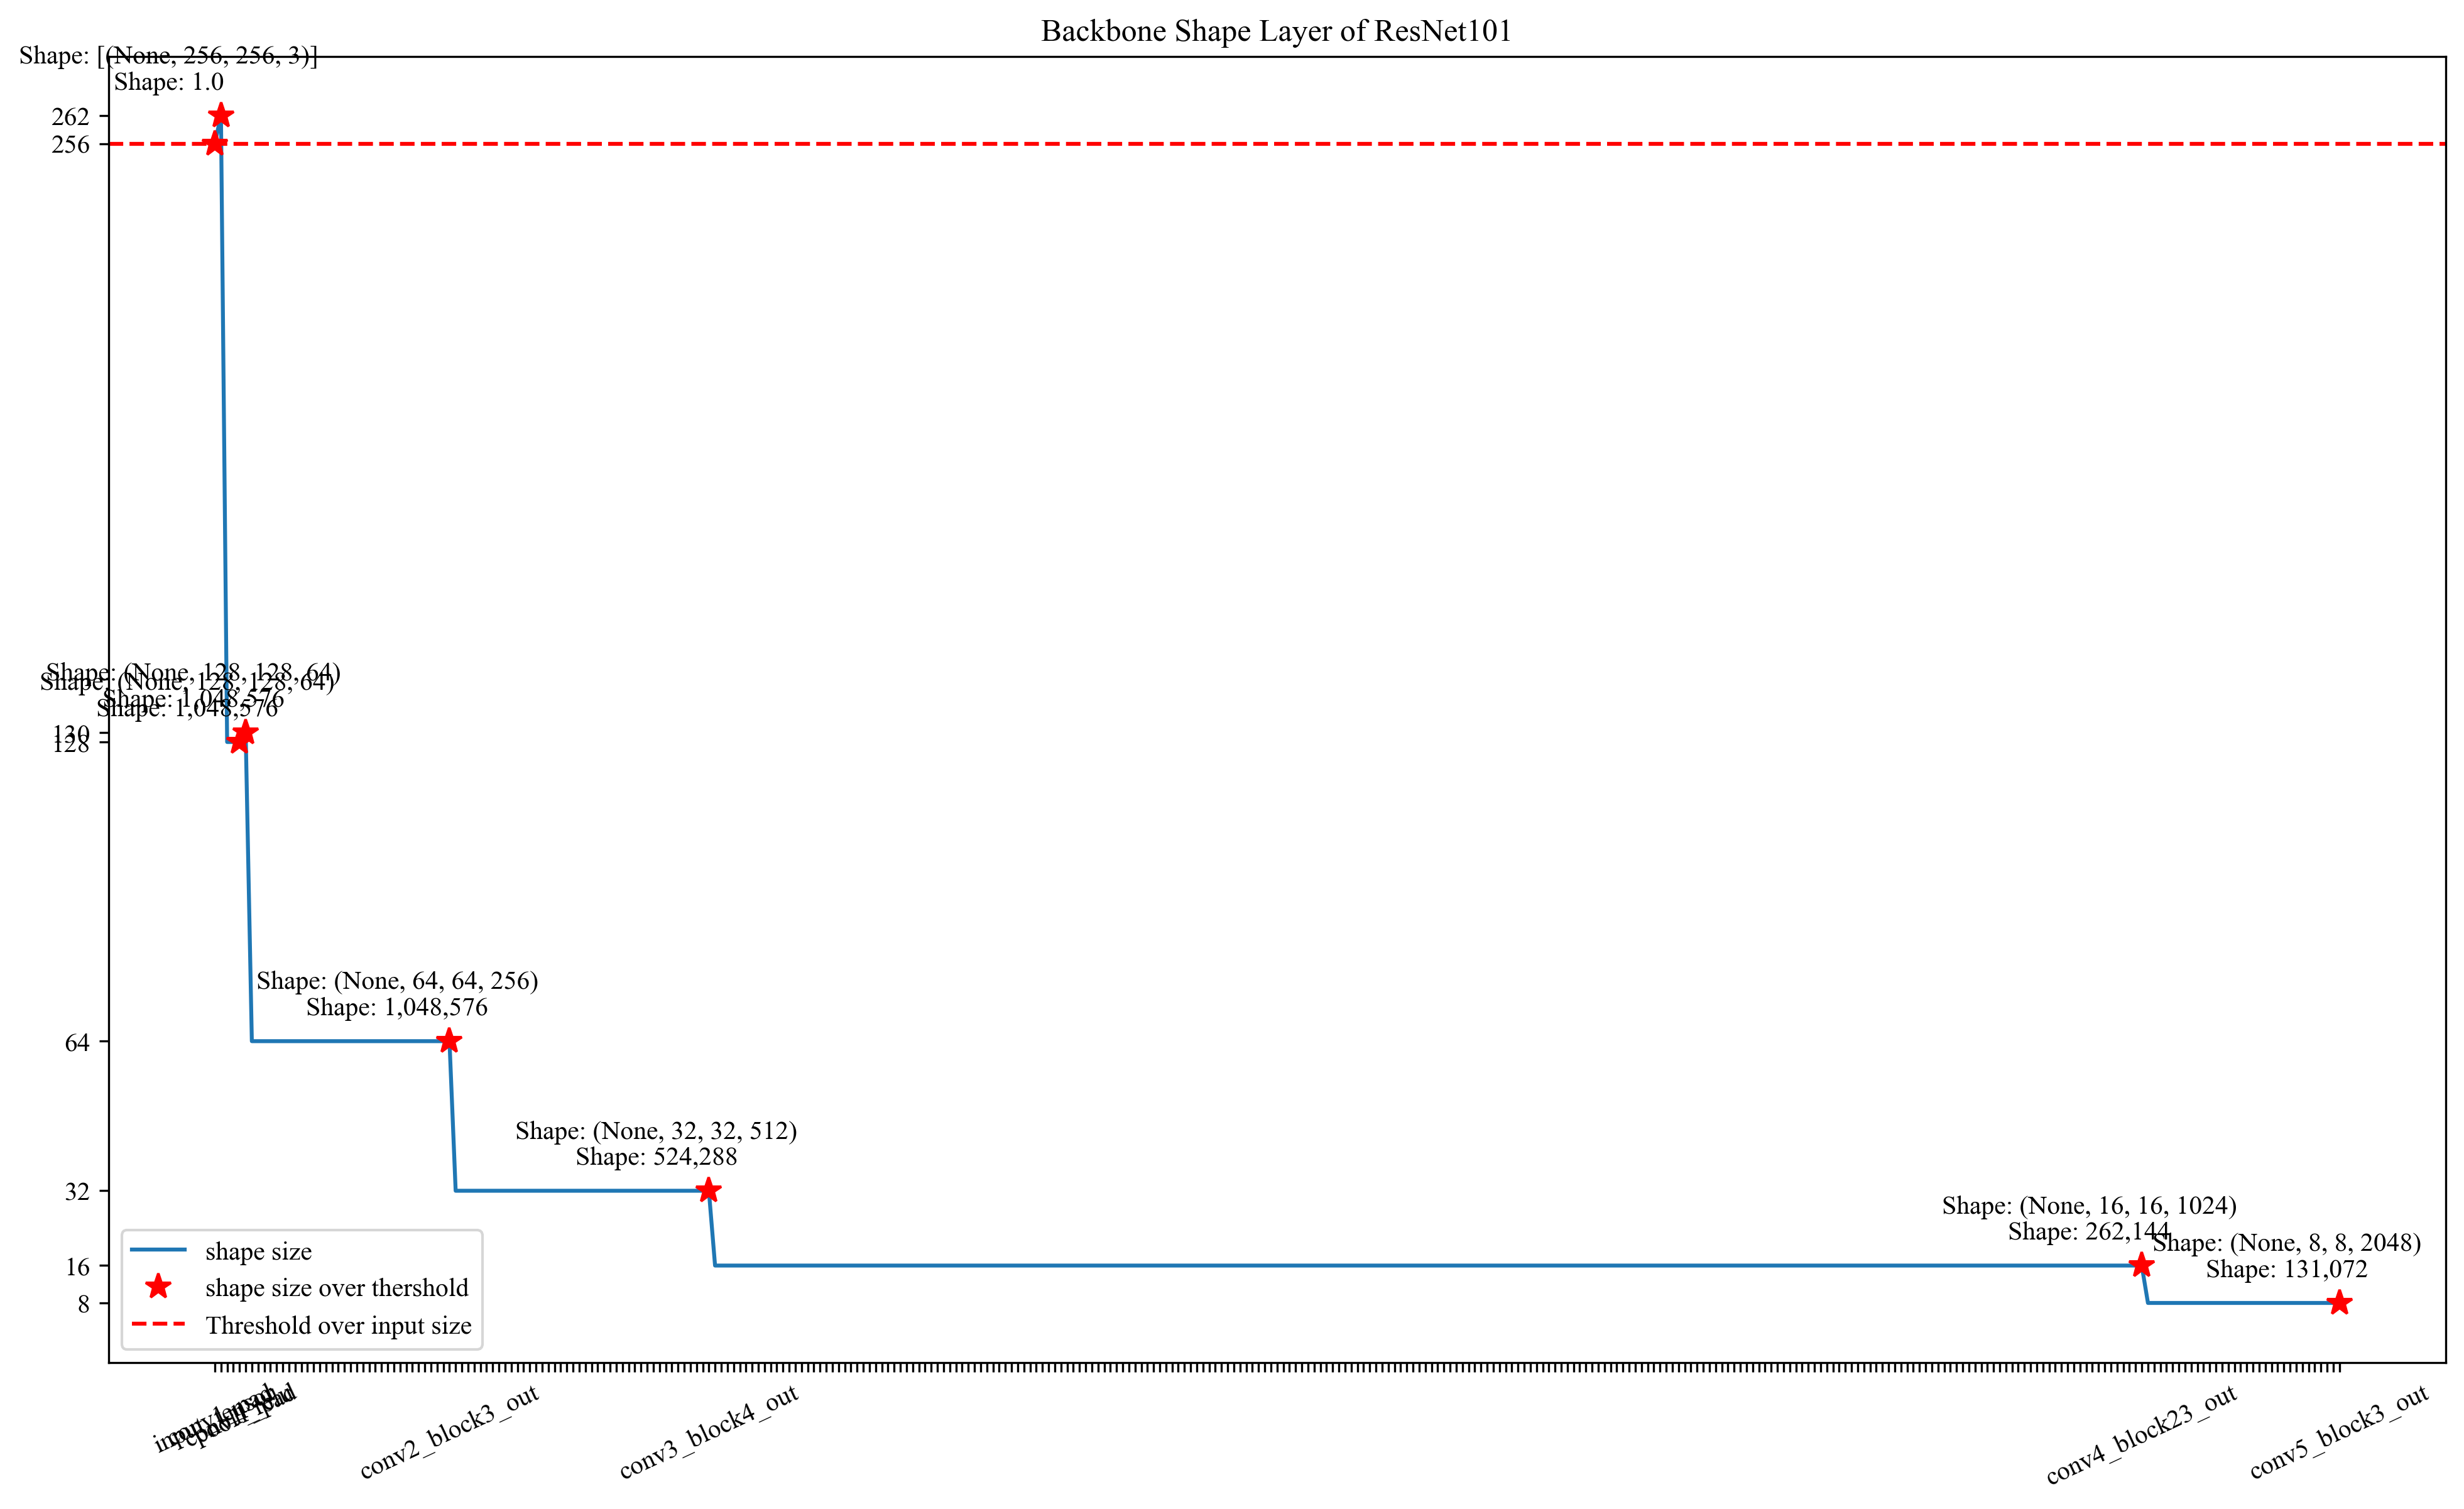 Backbone Shape Layer of ResNet101
Shape: [(None, 256, 256, 3)]
Shape: 1.0
262
256
Shape: (None, 128, 128, 64)
Shape: (None, 128, 128, 64)
Shape: 1,048,576
Shape: 1,048,576
130
128
Shape: (None, 64, 64, 256)
Shape: 1,048,576
64
Shape: (None, 32, 32, 512)
Shape: 524,288
32
Shape: (None, 16, 16, 1024)
Shape: 262,144
Shape: (None, 8, 8, 2048)
Shape: 131,072
16
8
shape size
shape size over thershold
Threshold over input size
conv2_block3_out
conv3_block4_out
conv4_block23_out
conv5_block3_out